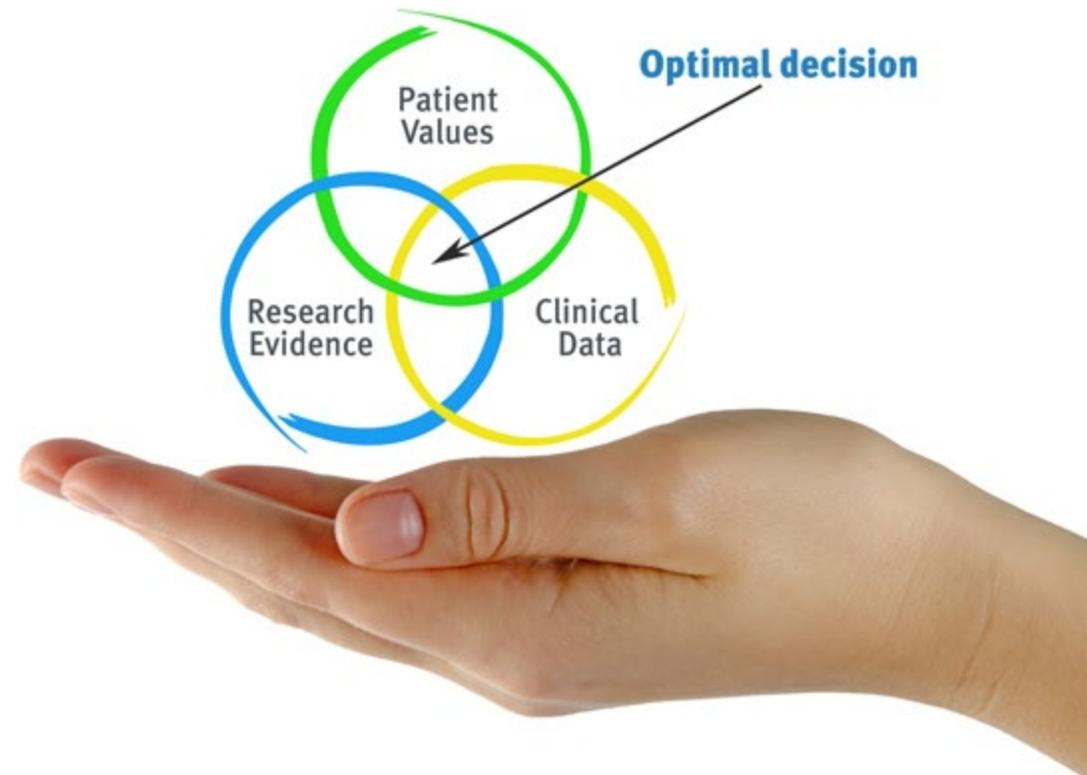 Optimal decision
Patient
Values
Research
Evidence
Clinical
Data